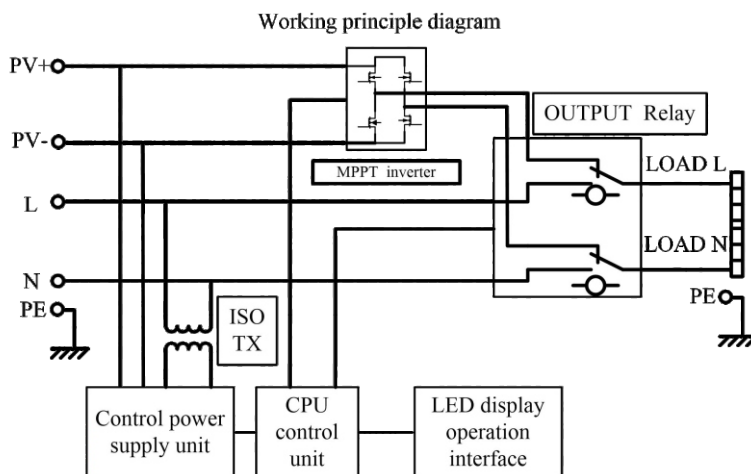 Working principle diagram
PV+
PV-
OUTPUT Relay
MPPT inverter
LOAD L
L
LOAD N
N
PE
PE
ISO
TX
Control power
supply unit
CPU
control
unit
LED display
operation
interface